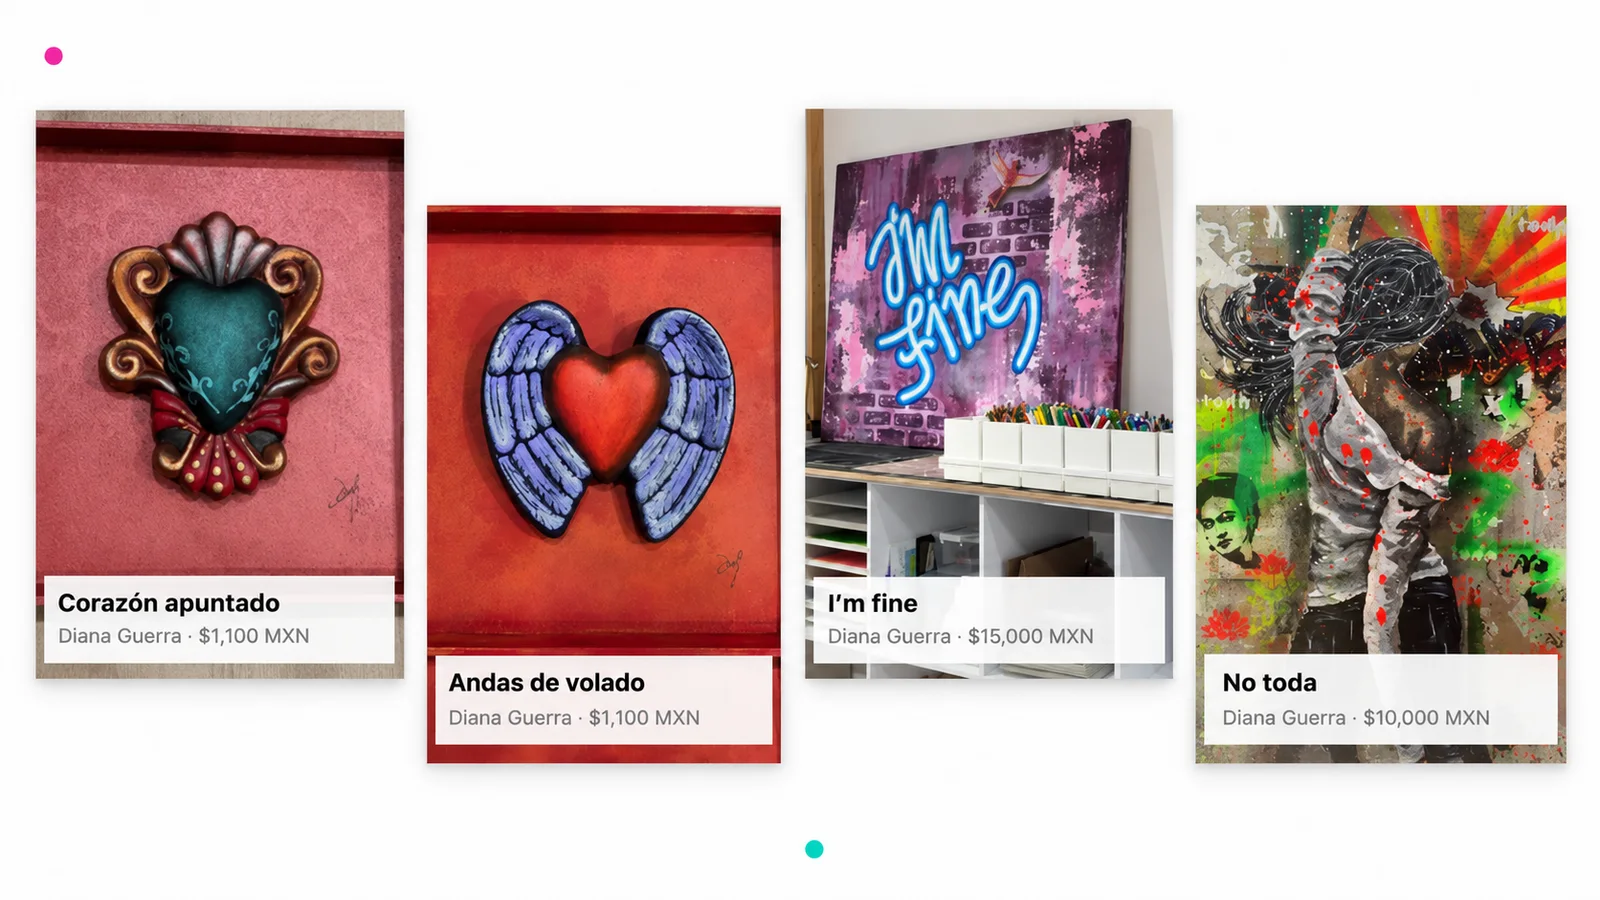 Corazón apuntado
Diana Guerra · $1,100 MXN
Andas de volado
Diana Guerra · $1,100 MXN
i'm
fine
I’m fine
Diana Guerra · $15,000 MXN
No toda
Diana Guerra · $10,000 MXN